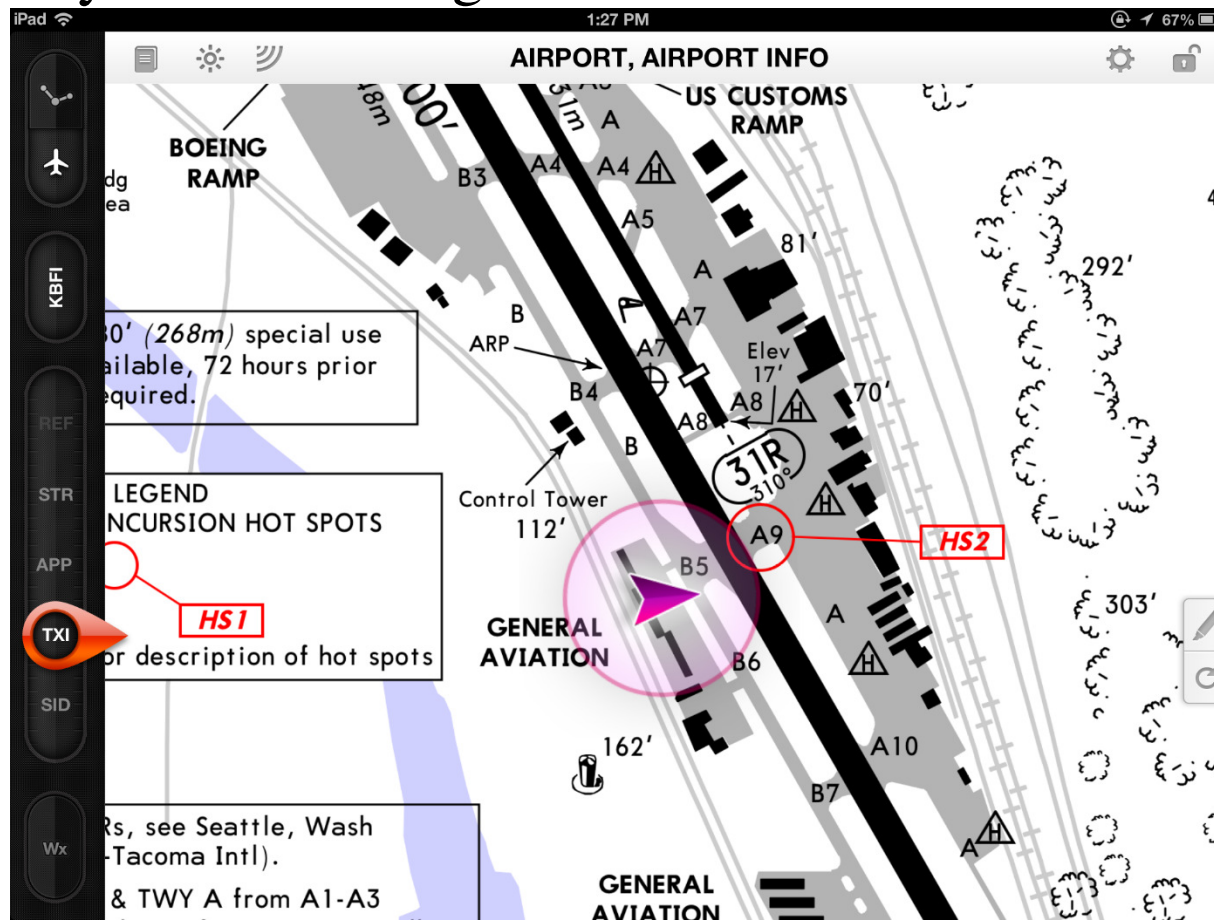 iPad
1:27 PM
67%
AIRPORT, AIRPORT INFO
KBFI
REF
STR
APP
TXI
SID
Wx
US CUSTOMS
RAMP
BOEING
RAMP
48m
00'
31m
A
B3
A4
A4
H
A5
81'
A
292'
dg
ea
B
A7
ARP
A7
Elev
17'
30' (268m) special use
ailable, 72 hours prior
equired.
B4
A8
A8
H
70'
B
31R
310°
Control Tower
112'
H
LEGEND
NCURSION HOT SPOTS
HS1
or description of hot spots
A9
HS2
B5
GENERAL
AVIATION
A
303'
B6
H
162'
A10
B7
Rs, see Seattle, Wash
-Tacoma Intl).
& TWY A from A1-A3
A
H
GENERAL
AVIATION